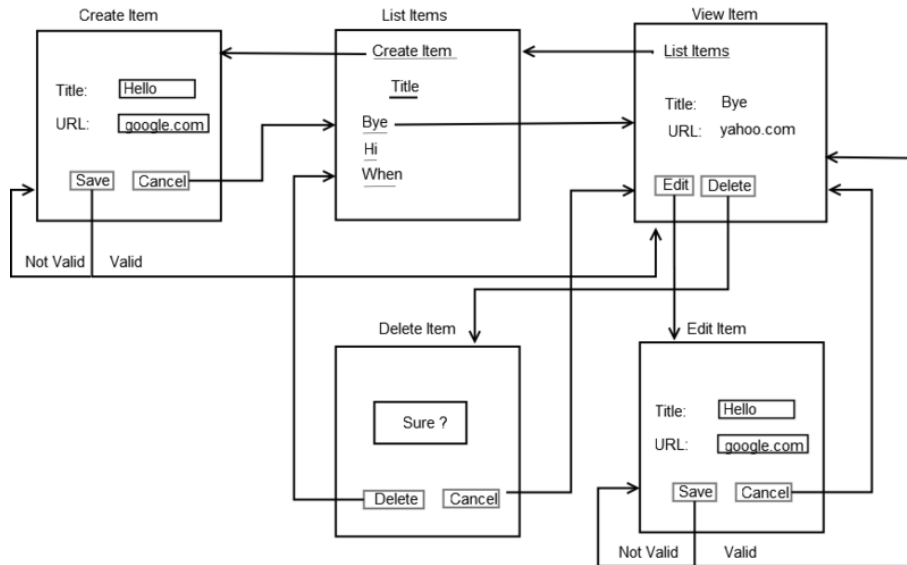 Create Item
Title: Hello
URL: google.com
Save Cancel
Not Valid Valid
List Items
Create Item
Title
Bye
Hi
When
View Item
List Items
Title: Bye
URL: yahoo.com
Edit Delete
Delete Item
Sure ?
Delete Cancel
Edit Item
Title: Hello
URL: google.com
Save Cancel
Not Valid Valid